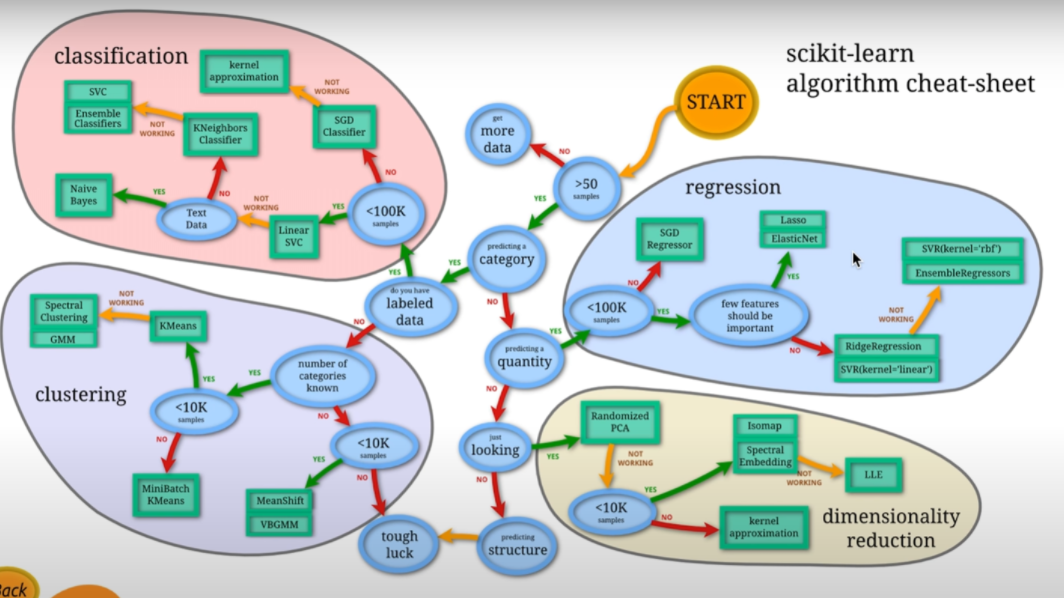 scikit-learn
algorithm cheat-sheet
START
classification
kernel
approximation
NOT
WORKING
SVC
Ensemble
Classifiers
NOT
WORKING
KNeighbors
Classifier
SGD
Classifier
NO
Naive
Bayes
YES
Text
Data
NO
NOT
WORKING
Linear
SVC
YES
<100K
samples
YES
get
more
data
NO
>50
samples
YES
predicting a
category
YES
NO
do you have
labeled
data
NO
predicting a
quantity
YES
NO
just
looking
YES
NO
predicting
structure
tough
luck
regression
SGD
Regressor
NO
<100K
samples
YES
Lasso
ElasticNet
YES
few features
should be
important
NO
SVR(kernel='rbf')
EnsembleRegressors
NOT
WORKING
RidgeRegression
SVR(kernel='linear')
clustering
Spectral
Clustering
GMM
NOT
WORKING
KMeans
YES
<10K
samples
YES
NO
number of
categories
known
NO
<10K
samples
YES
NO
MiniBatch
KMeans
MeanShift
VBGMM
dimensionality
reduction
Randomized
PCA
NOT
WORKING
<10K
samples
YES
NO
Isomap
Spectral
Embedding
NOT
WORKING
LLE
kernel
approximation
Back